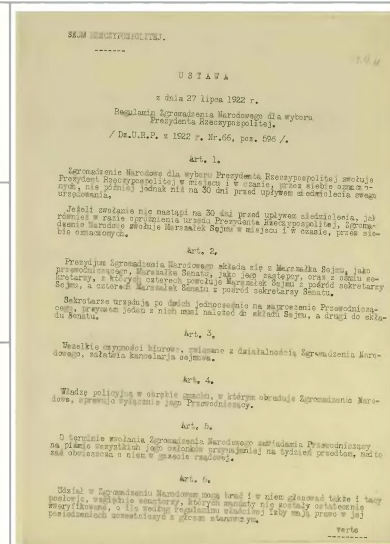 SEJM RZECZYPOSPOLITEJ.
U S T A W A
z dnia 27 lipca 1922 r.
Regulamin Zgromadzenia Narodowego dla wyboru
Prezydenta Rzeczypospolitej.
/ Dz.U.R.P. z 1922 r. Nr.66, poz. 596 /.
Art. 1.
Zgromadzenie Narodowe dla wyboru Prezydenta Rzeczypospolitej zwołuje
Prezydent Rzeczypospolitej w miejscu i w czasie, przez siebie oznaczo-
nych, nie później jednak niż na 30 dni przed upływem siedmiolecia swego
urzędowania.
Jeżeli zwołanie nie nastąpi na 30 dni przed upływem siedmiolecia, jak
również w razie opróżnienia urzędu Prezydenta Rzeczypospolitej, Zgroma-
dzenie Narodowe zwołuje Marszałek Sejmu w miejscu i w czasie, przez sie-
bie oznaczonych.
Art. 2.
Prezydjum Zgromadzenia Narodowego składa się z Marszałka Sejmu, jako
przewodniczącego, Marszałka Senatu, jako jego zastępcy, oraz z ośmiu se-
kretarzy, z których czterech powołuje Marszałek Sejmu z pośród sekretarzy
Sejmu, a czterech Marszałek Senatu z pośród sekretarzy Senatu.
Sekretarze urzędują po dwóch jednocześnie na zaproszenie Przewodniczą-
cego, przyczem jeden z nich musi należeć do składu Sejmu, a drugi do skła-
du Senatu.
Art. 3.
Wszelkie czynności biurowe, związane z działalnością Zgromadzenia Naro-
dowego, załatwia kancelarja sejmowa.
Art. 4.
Władzę policyjną w obrębie gmachu, w którym obraduje Zgromadzenie Naro-
dowe, sprawuje wyłącznie jego Przewodniczący.
Art. 5.
O terminie zwołania Zgromadzenia Narodowego zawiadamia Przewodniczący
na piśmie wszystkich jego członków przynajmniej na tydzień przedtem, nadto
zaś obwieszcza o niem w gazecie rządowej.
Art. 6.
Udział w Zgromadzeniu Narodowem mogą brać i w niem głosować także i tacy
posłowie, względnie senatorzy, których mandaty nie zostały ostatecznie
zweryfikowane, o ile według regulaminu właściwej izby mają prawo w jej
posiedzeniach uczestniczyć z głosem stanowczym.
verte